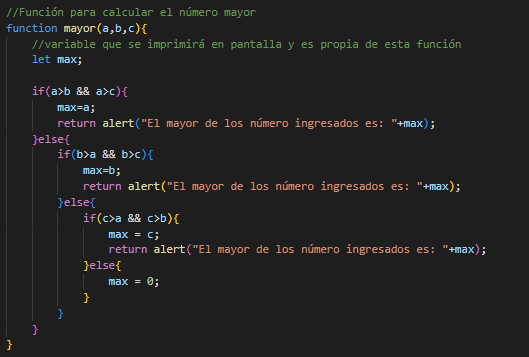 //Función para calcular el número mayor
function mayor(a,b,c){
    //variable que se imprimirá en pantalla y es propia de esta función
    let max;

    if(a>b && a>c){
        max=a;
        return alert("El mayor de los número ingresados es: "+max);
    }else{
        if(b>a && b>c){
            max=b;
            return alert("El mayor de los número ingresados es: "+max);
        }else{
            if(c>a && c>b){
                max = c;
                return alert("El mayor de los número ingresados es: "+max);
            }else{
                max = 0;
            }
        }
    }
}